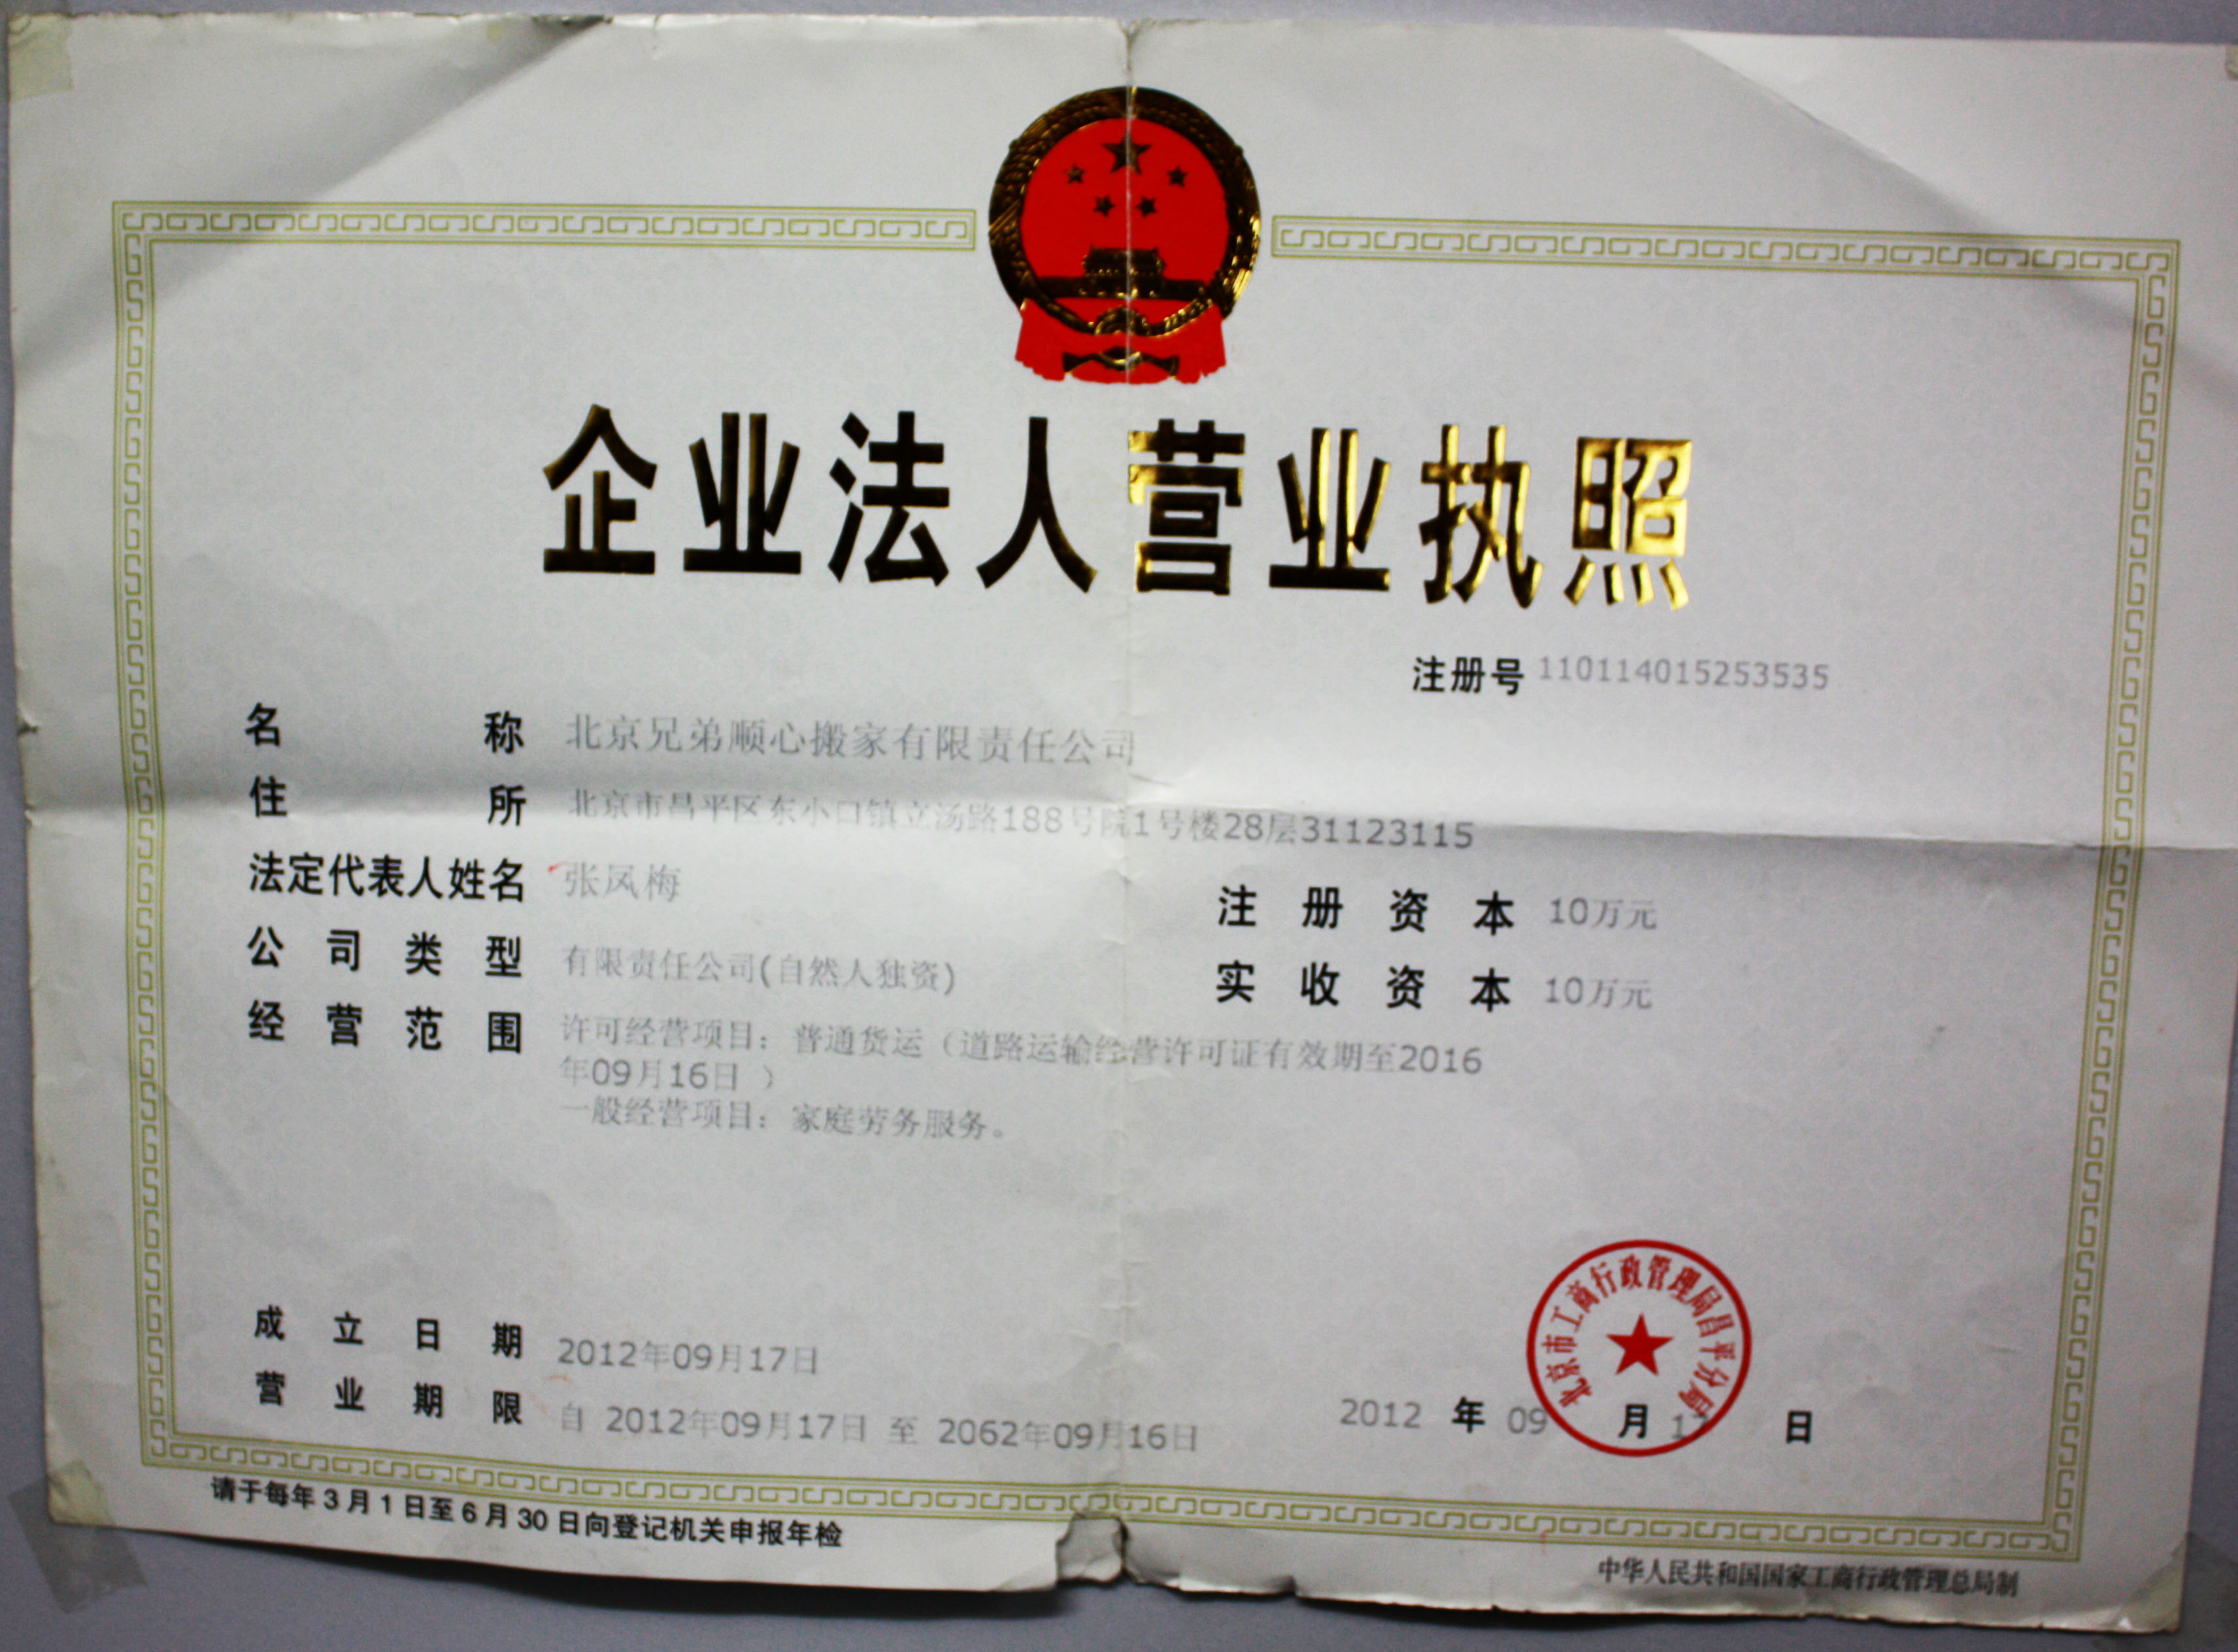 企业法人营业执照
注册号 110114015253535
名称 北京兄弟顺心搬家有限责任公司
住所 北京市昌平区东小口镇立汤路188号院1号楼28层31123115
法定代表人姓名 张凤梅
注册资本 10万元
公司类型 有限责任公司(自然人独资)
实收资本 10万元
经营范围 许可经营项目：普通货运（道路运输经营许可证有效期至2016
年09月16日 ）
一般经营项目：家庭劳务服务。
成立日期 2012年09月17日
营业期限 自 2012年09月17日 至 2062年09月16日
北京市工商行政管理局昌平分局
2012 年 09 月 17 日
请于每年3月1日至6月30日向登记机关申报年检
中华人民共和国国家工商行政管理总局制